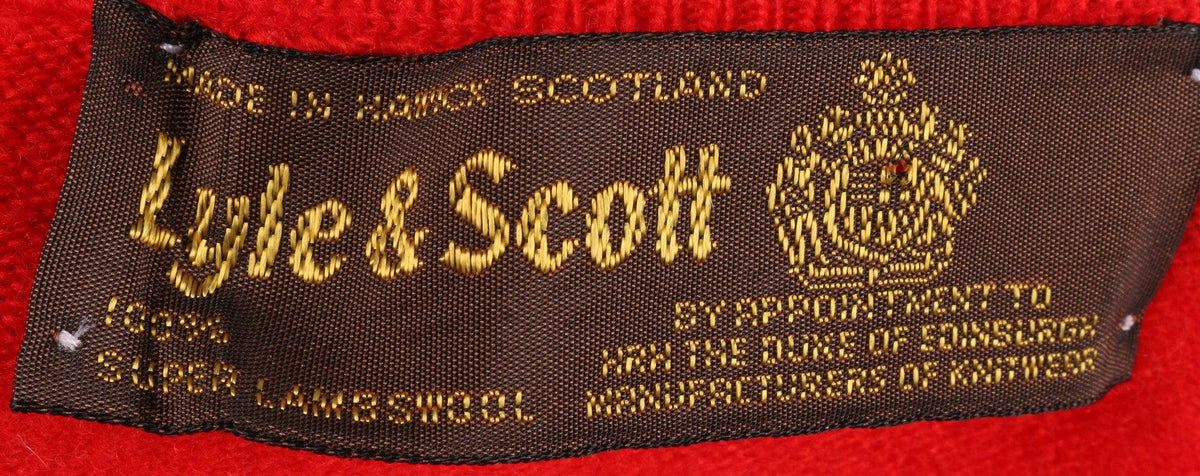 MADE IN HAWICK SCOTLAND
Lyle & Scott
100%
SUPER LAMBSWOOL
BY APPOINTMENT TO
HRH THE DUKE OF EDINBURGH
MANUFACTURERS OF KNITWEAR